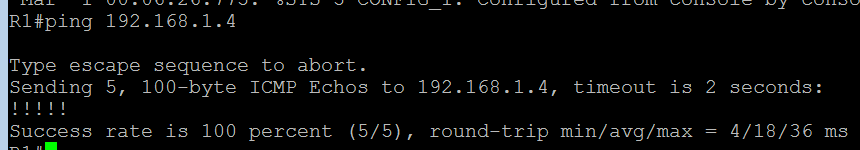 Mar 1 00:06:26.775: %SYS-5-CONFIG_I: Configured from console by conso
R1#ping 192.168.1.4
Type escape sequence to abort.
Sending 5, 100-byte ICMP Echos to 192.168.1.4, timeout is 2 seconds:
!!!!!
Success rate is 100 percent (5/5), round-trip min/avg/max = 4/18/36 ms
R1#